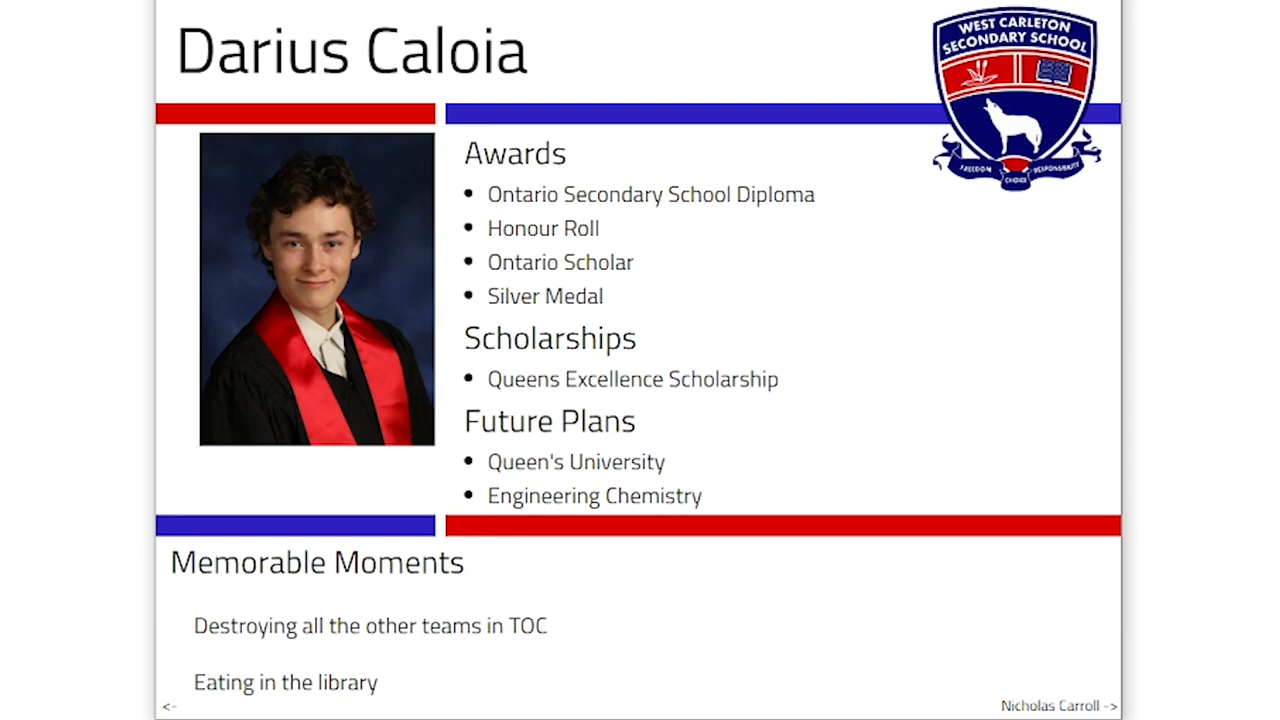 Darius Caloia
WEST CARLETON
SECONDARY SCHOOL
FREEDOM
CHOICE
RESPONSIBILITY
Awards
• Ontario Secondary School Diploma
• Honour Roll
• Ontario Scholar
• Silver Medal
Scholarships
• Queens Excellence Scholarship
Future Plans
• Queen's University
• Engineering Chemistry
Memorable Moments
Destroying all the other teams in TOC
Eating in the library
<-
Nicholas Carroll ->